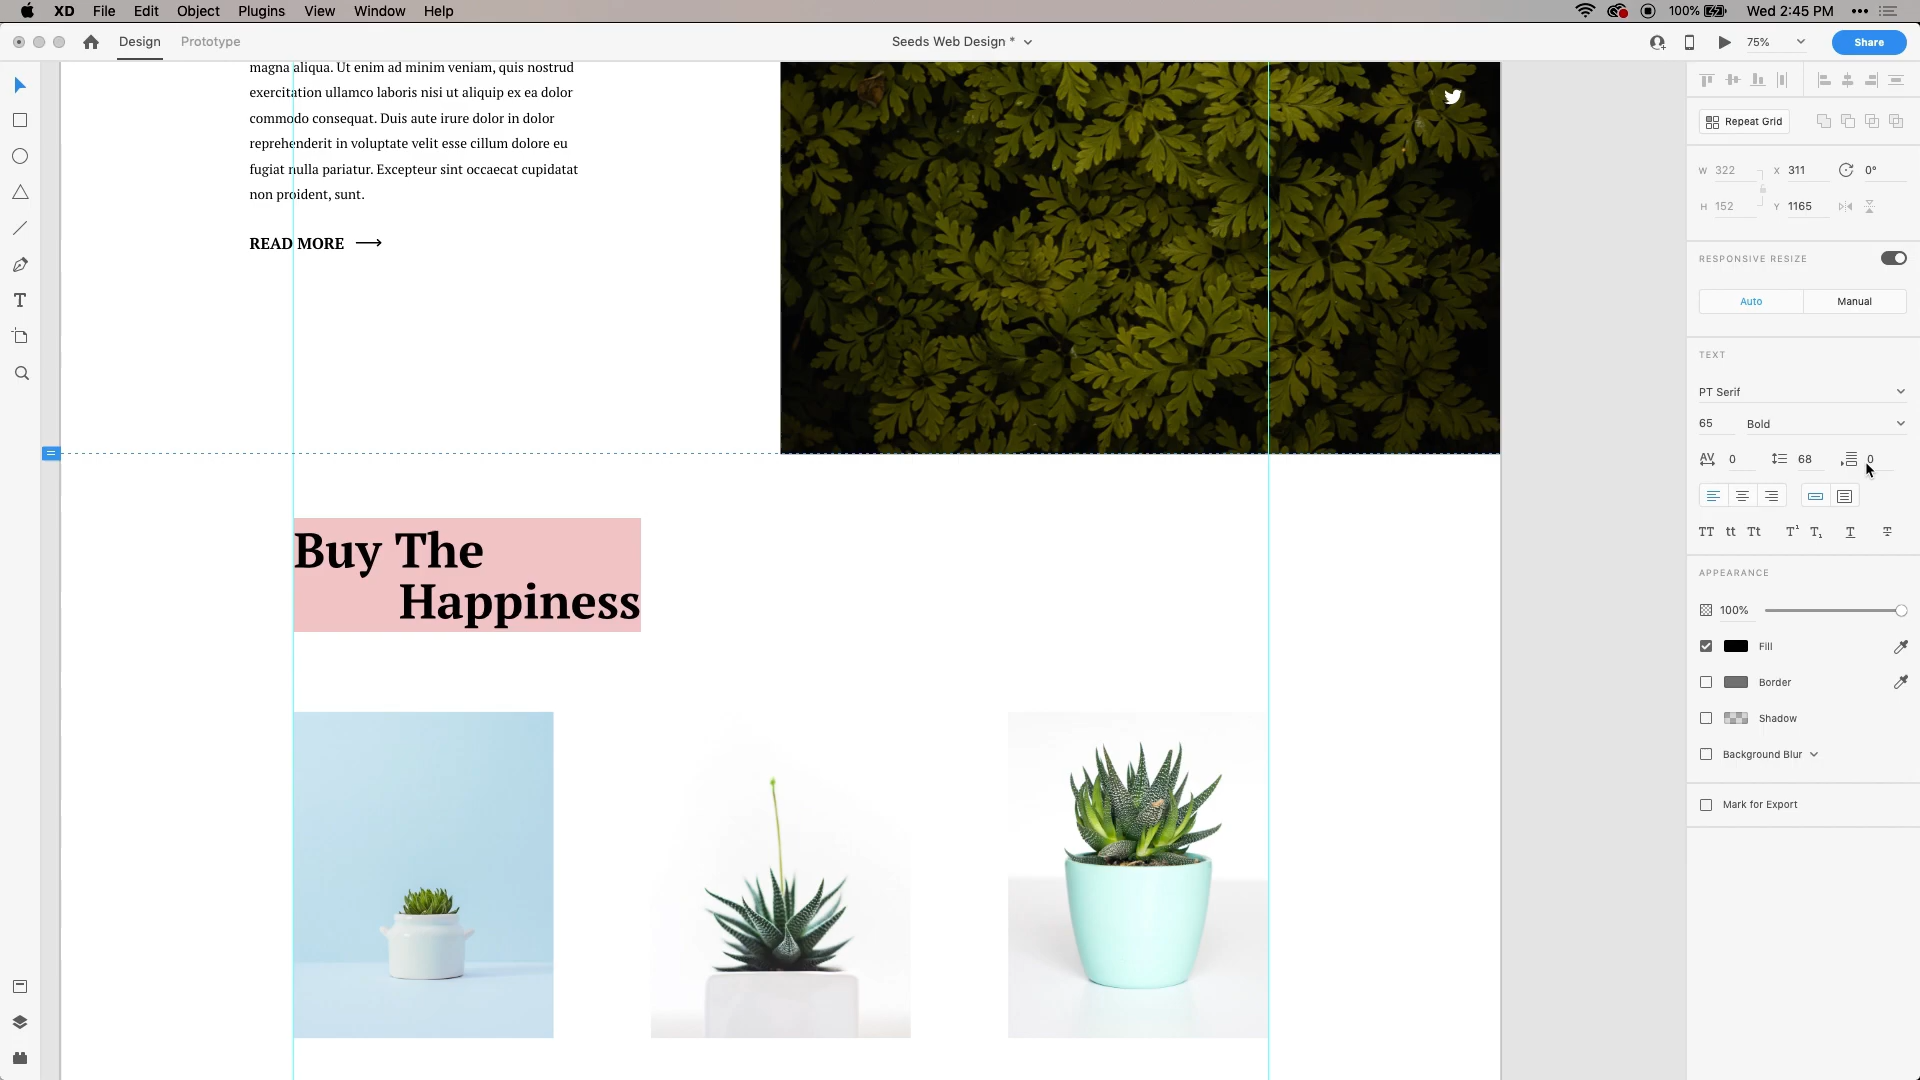 XD File Edit Object Plugins View Window Help 100% Wed 2:45 PM
Design Prototype Seeds Web Design * 75% Share
magna aliqua. Ut enim ad minim veniam, quis nostrud
exercitation ullamco laboris nisi ut aliquip ex ea dolor
commodo consequat. Duis aute irure dolor in dolor
reprehenderit in voluptate velit esse cillum dolore eu
fugiat nulla pariatur. Excepteur sint occaecat cupidatat
non proident, sunt.
READ MORE
Buy The
Happiness
Repeat Grid
W 322 X 311 0°
H 152 Y 1165
RESPONSIVE RESIZE
Auto Manual
TEXT
PT Serif
65 Bold
AV 0 68 0
TT tt Tt T¹ T₁ T T
APPEARANCE
100%
Fill
Border
Shadow
Background Blur
Mark for Export